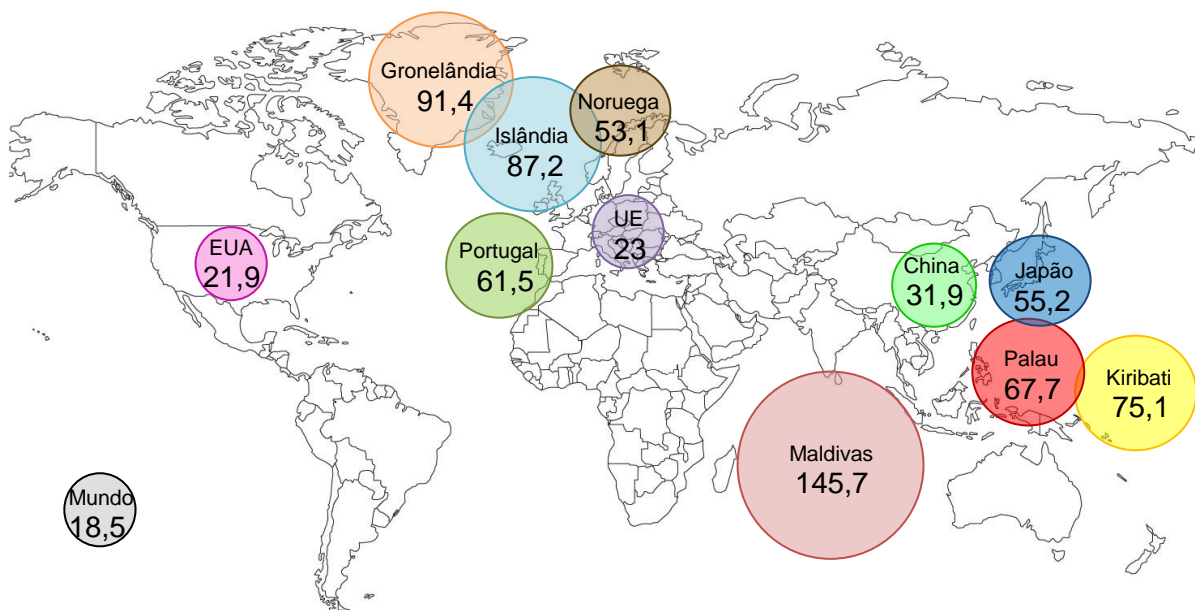 Gronelândia
91,4
Noruega
53,1
Islândia
87,2
UE
23
EUA
21,9
Portugal
61,5
China
31,9
Japão
55,2
Palau
67,7
Kiribati
75,1
Maldivas
145,7
Mundo
18,5